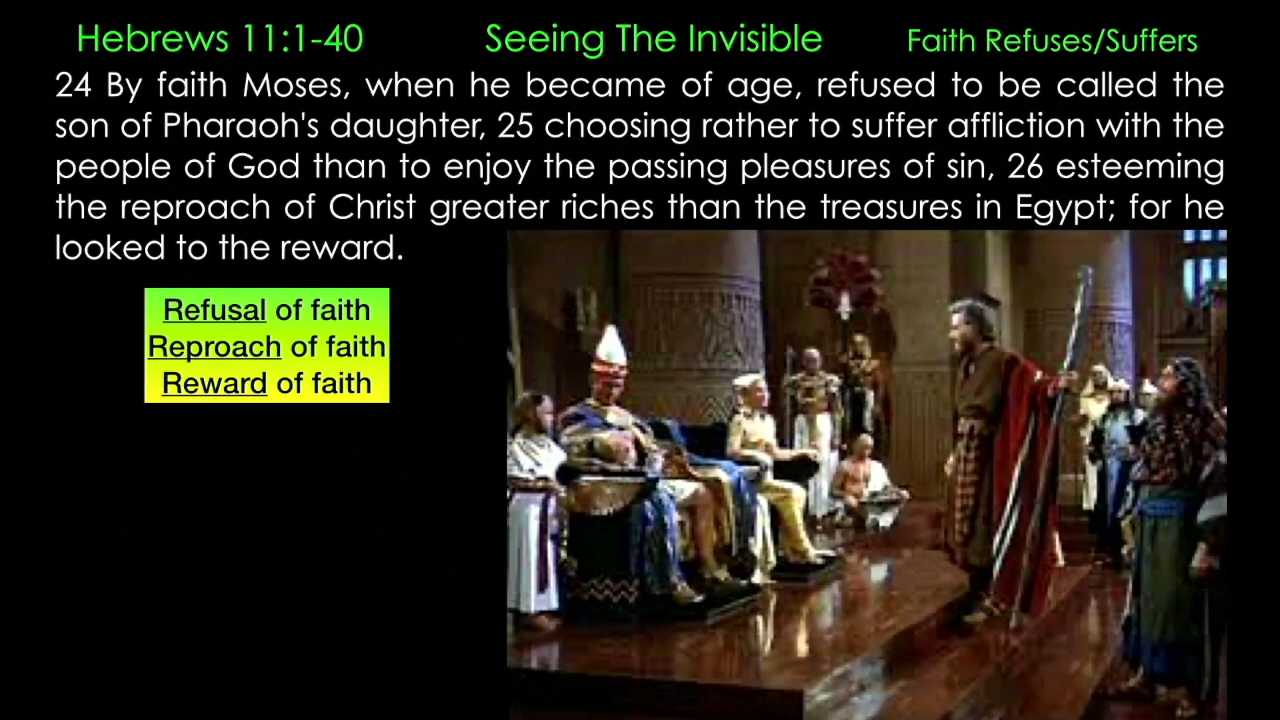 Hebrews 11:1-40 Seeing The Invisible Faith Refuses/Suffers
24 By faith Moses, when he became of age, refused to be called the
son of Pharaoh's daughter, 25 choosing rather to suffer affliction with the
people of God than to enjoy the passing pleasures of sin, 26 esteeming
the reproach of Christ greater riches than the treasures in Egypt; for he
looked to the reward.
Refusal of faith
Reproach of faith
Reward of faith